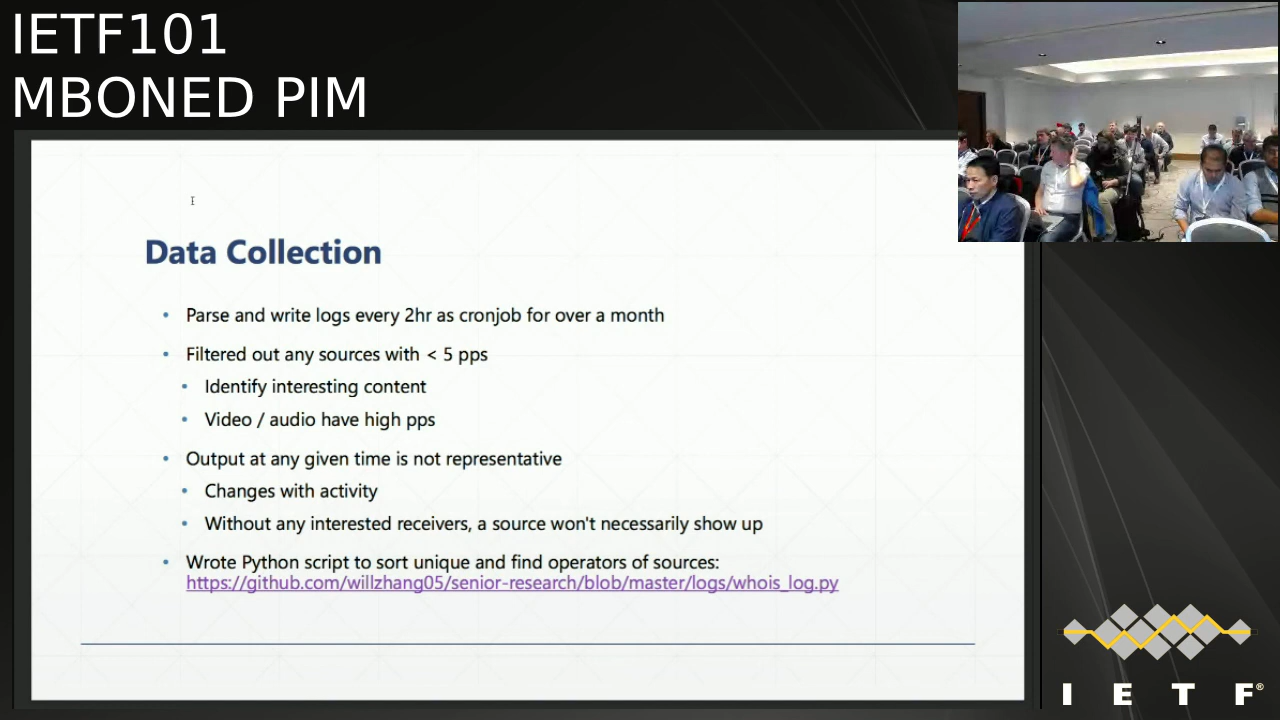 IETF101
MBONED PIM
Data Collection
• Parse and write logs every 2hr as cronjob for over a month
• Filtered out any sources with < 5 pps
• Identify interesting content
• Video / audio have high pps
• Output at any given time is not representative
• Changes with activity
• Without any interested receivers, a source won't necessarily show up
• Wrote Python script to sort unique and find operators of sources:
https://github.com/willzhang05/senior-research/blob/master/logs/whois_log.py
I E T F®